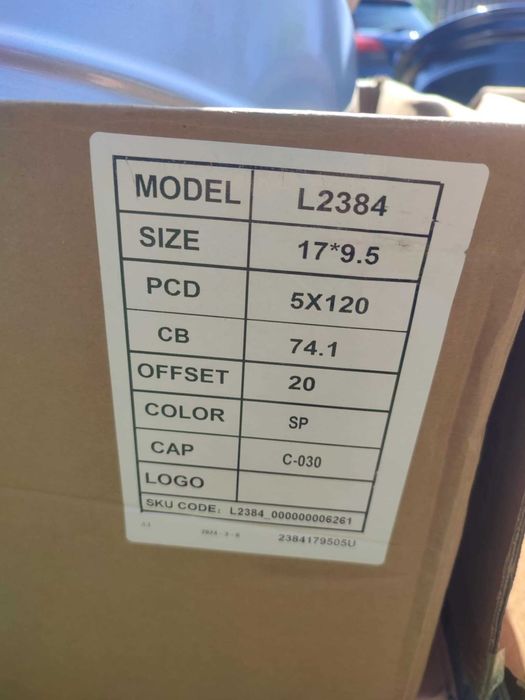 MODEL L2384
SIZE 17*9.5
PCD 5X120
CB 74.1
OFFSET 20
COLOR SP
CAP C-030
LOGO
SKU CODE: L2384_000000006261
2384179505U